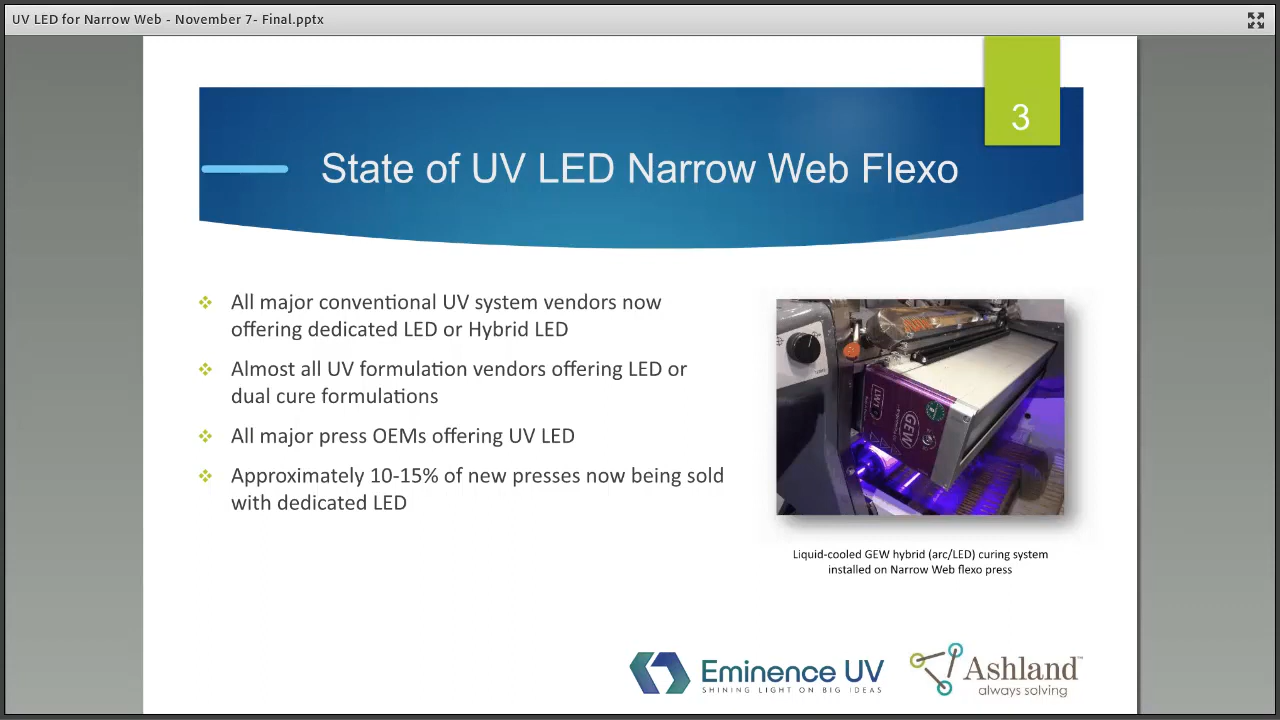 UV LED for Narrow Web - November 7- Final.pptx
3
State of UV LED Narrow Web Flexo
❖ All major conventional UV system vendors now
offering dedicated LED or Hybrid LED
❖ Almost all UV formulation vendors offering LED or
dual cure formulations
❖ All major press OEMs offering UV LED
❖ Approximately 10-15% of new presses now being sold
with dedicated LED
GEW
Liquid-cooled GEW hybrid (arc/LED) curing system
installed on Narrow Web flexo press
Eminence UV
SHINING LIGHT ON BIG IDEAS
Ashland™
always solving